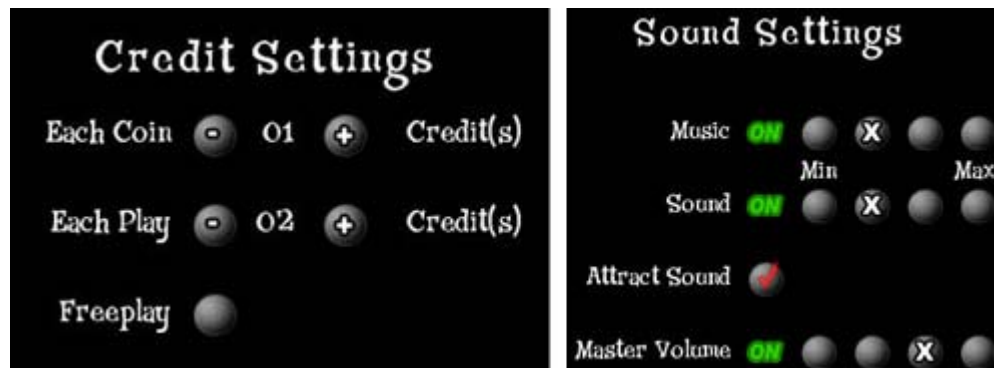 Credit Settings
Each Coin - 01 + Credit(s)
Each Play - 02 + Credit(s)
Freeplay
Sound Settings
Music ON X
Min Max
Sound ON X
Attract Sound ✓
Master Volume ON X